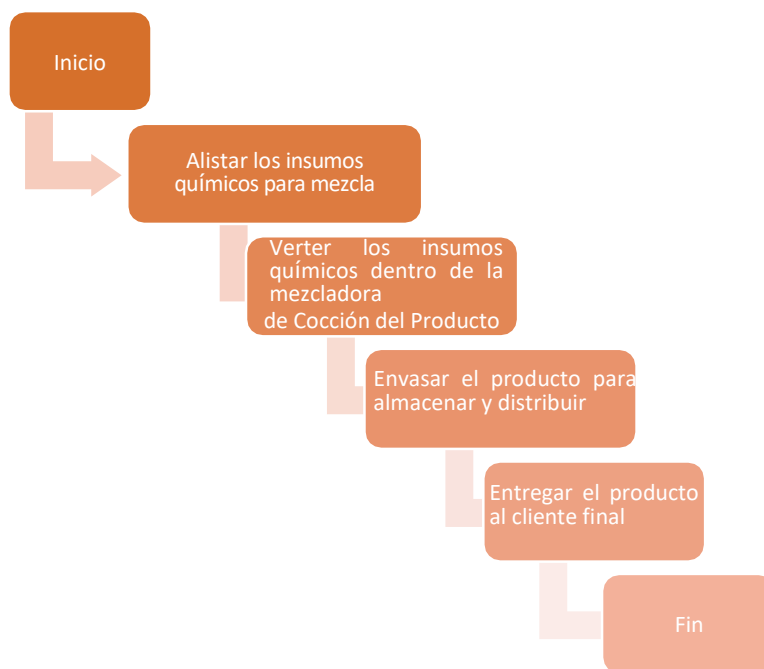 Inicio
Alistar los insumos
químicos para mezcla
Verter los insumos
químicos dentro de la
mezcladora
de Cocción del Producto
Envasar el producto para
almacenar y distribuir
Entregar el producto
al cliente final
Fin